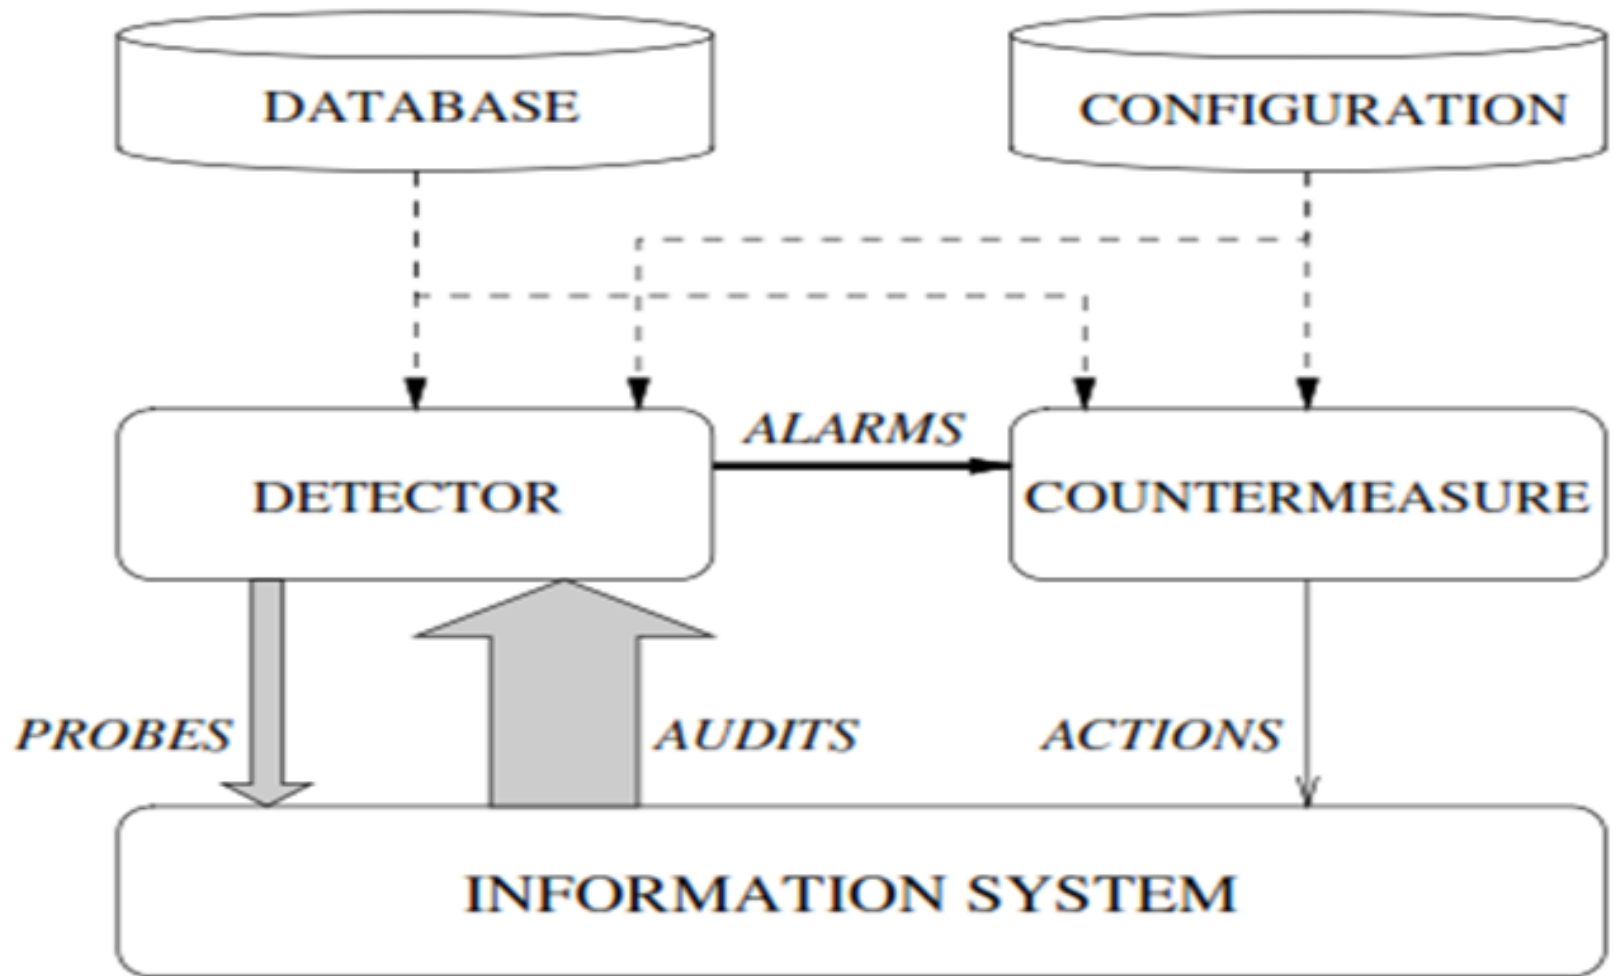 DATABASE
CONFIGURATION
ALARMS
DETECTOR
COUNTERMEASURE
PROBES
AUDITS
ACTIONS
INFORMATION SYSTEM